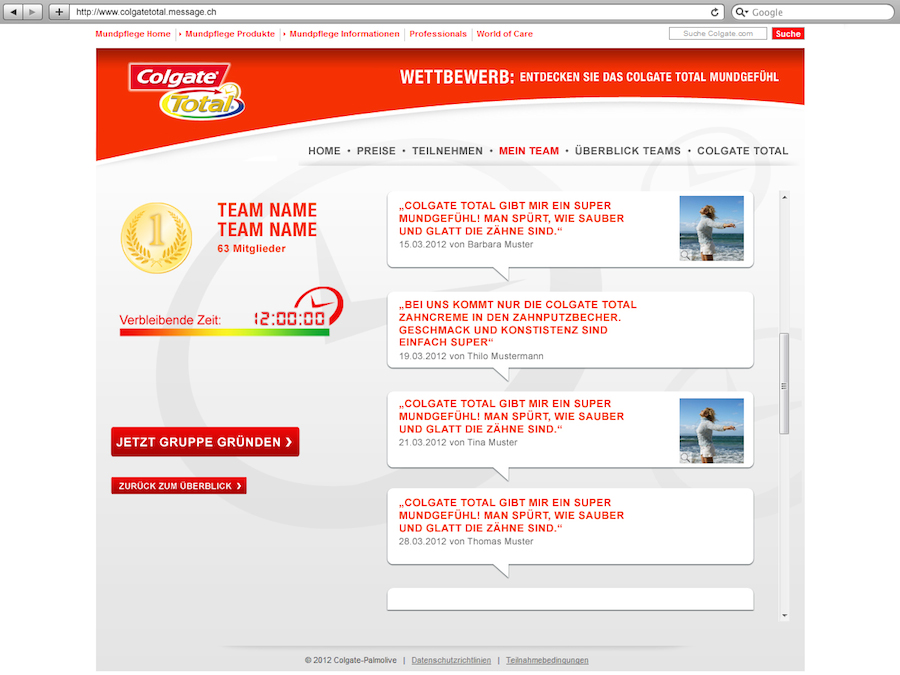 http://www.colgatetotal.message.ch
Google
Mundpflege Home
Mundpflege Produkte
Mundpflege Informationen
Professionals
World of Care
Suche Colgate.com
Suche
Colgate
Total
WETTBEWERB: ENTDECKEN SIE DAS COLGATE TOTAL MUNDGEFÜHL
HOME • PREISE • TEILNEHMEN • MEIN TEAM • ÜBERBLICK TEAMS • COLGATE TOTAL
1
TEAM NAME
TEAM NAME
63 Mitglieder
Verbleibende Zeit: 12:00:00
JETZT GRUPPE GRÜNDEN ❯
ZURÜCK ZUM ÜBERBLICK ❯
„COLGATE TOTAL GIBT MIR EIN SUPER
MUNDGEFÜHL! MAN SPÜRT, WIE SAUBER
UND GLATT DIE ZÄHNE SIND.“
15.03.2012 von Barbara Muster
„BEI UNS KOMMT NUR DIE COLGATE TOTAL
ZAHNCREME IN DEN ZAHNPUTZBECHER.
GESCHMACK UND KONSTISTENZ SIND
EINFACH SUPER“
19.03.2012 von Thilo Mustermann
„COLGATE TOTAL GIBT MIR EIN SUPER
MUNDGEFÜHL! MAN SPÜRT, WIE SAUBER
UND GLATT DIE ZÄHNE SIND.“
21.03.2012 von Tina Muster
„COLGATE TOTAL GIBT MIR EIN SUPER
MUNDGEFÜHL! MAN SPÜRT, WIE SAUBER
UND GLATT DIE ZÄHNE SIND.“
28.03.2012 von Thomas Muster
© 2012 Colgate-Palmolive | Datenschutzrichtlinien | Teilnahmebedingungen